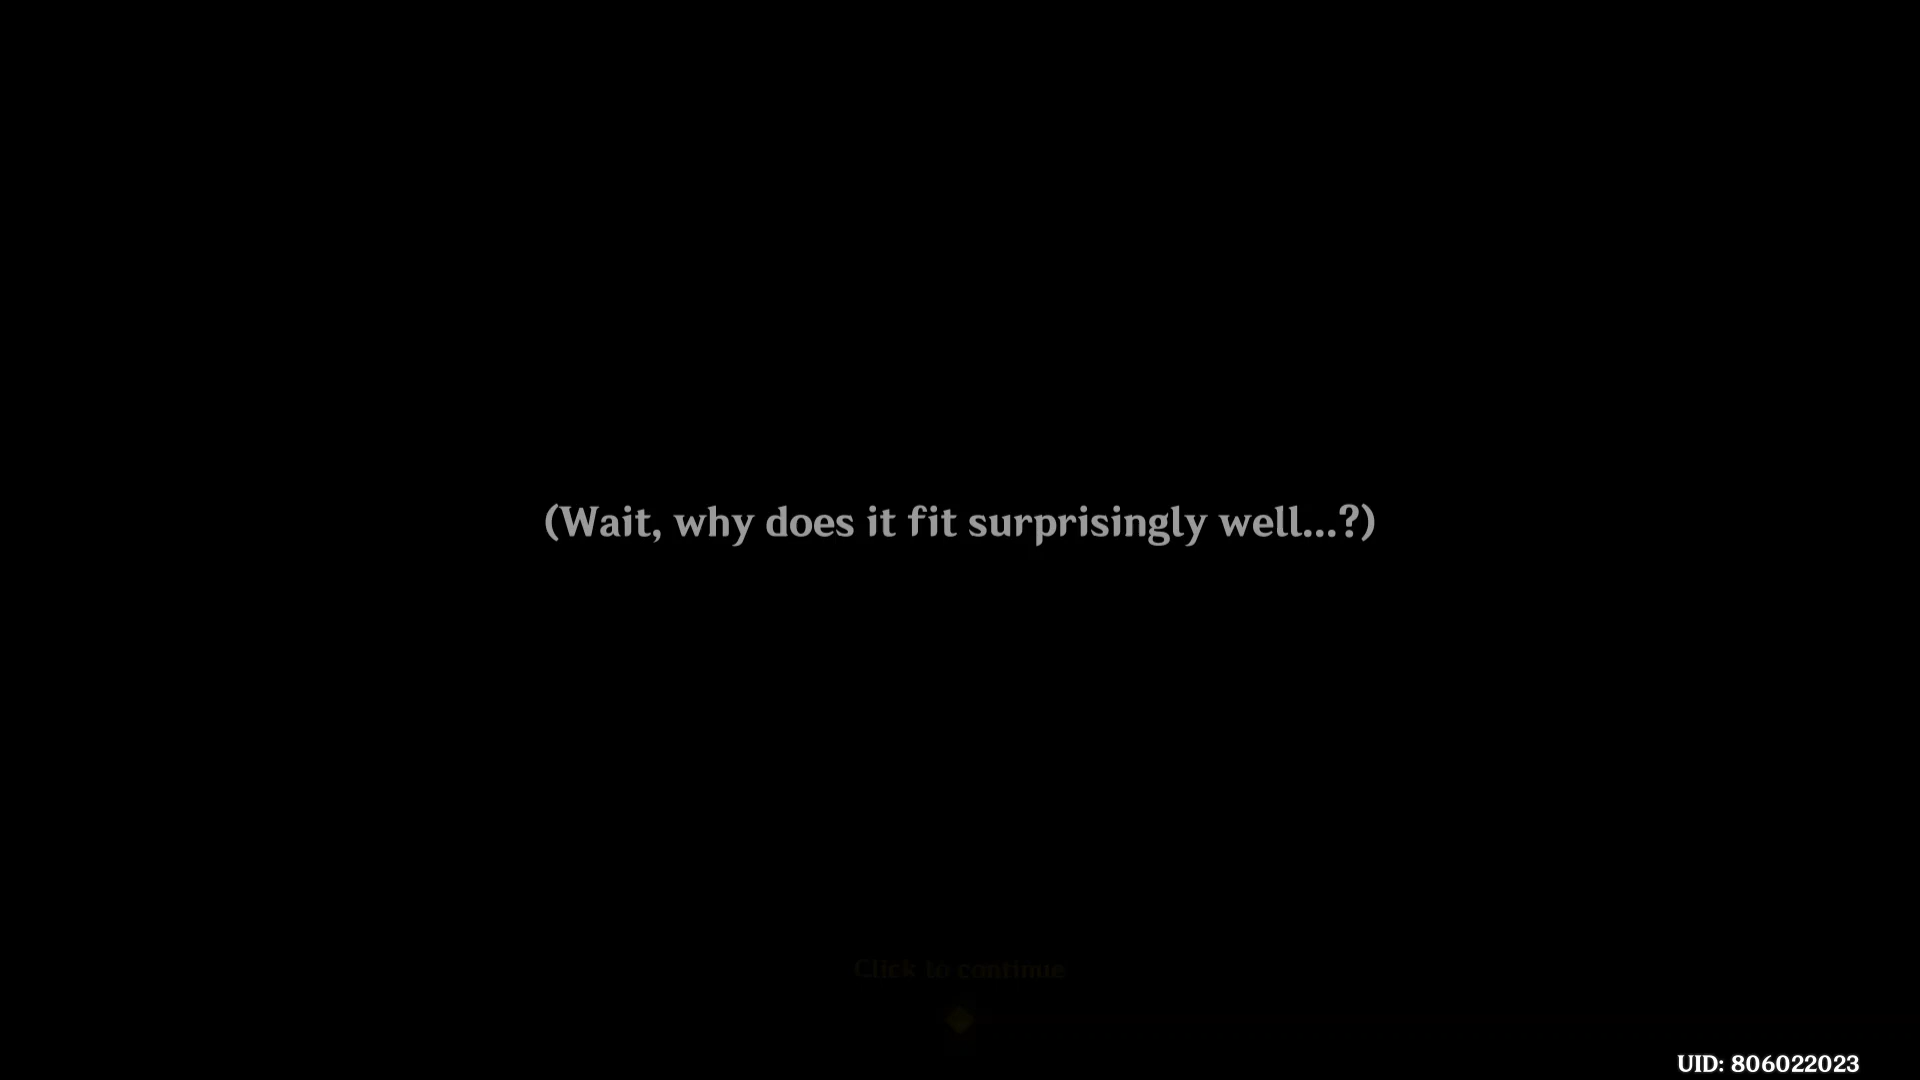 (Wait, why does it fit surprisingly well...?)
Click to continue
UID: 806022023